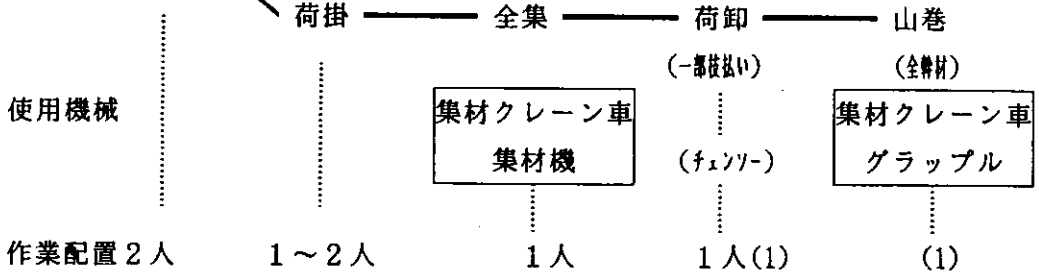 荷掛 全集 荷卸 山巻
(一部枝払い) (全幹材)
使用機械 集材クレーン車 集材クレーン車
集材機 (チェンソー) グラップル
作業配置2人 1~2人 1人 1人(1) (1)